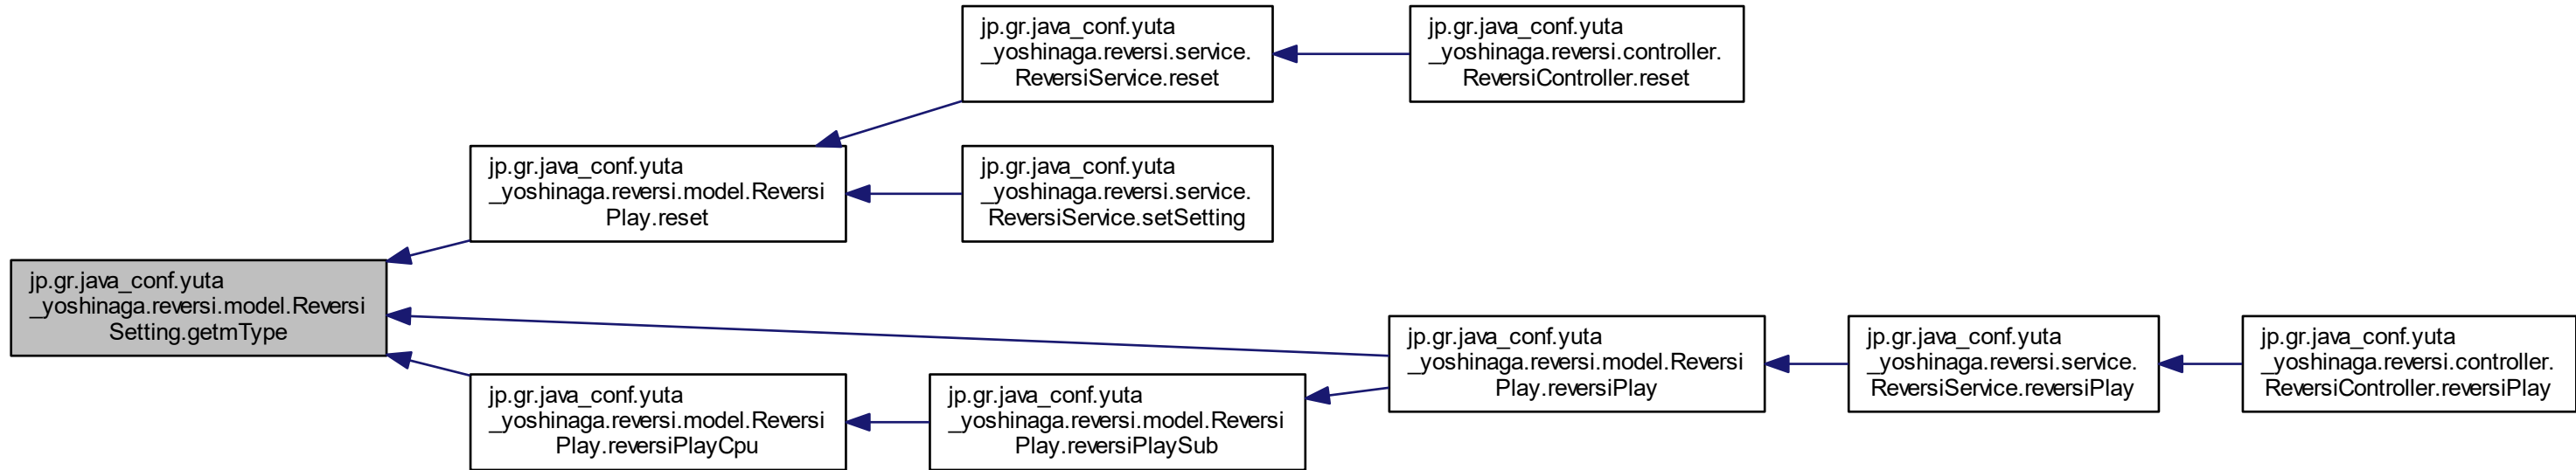 jp.gr.java_conf.yuta
_yoshinaga.reversi.service.
ReversiService.reset
jp.gr.java_conf.yuta
_yoshinaga.reversi.controller.
ReversiController.reset
jp.gr.java_conf.yuta
_yoshinaga.reversi.model.Reversi
Play.reset
jp.gr.java_conf.yuta
_yoshinaga.reversi.service.
ReversiService.setSetting
jp.gr.java_conf.yuta
_yoshinaga.reversi.model.Reversi
Setting.getmType
jp.gr.java_conf.yuta
_yoshinaga.reversi.model.Reversi
Play.reversiPlay
jp.gr.java_conf.yuta
_yoshinaga.reversi.service.
ReversiService.reversiPlay
jp.gr.java_conf.yuta
_yoshinaga.reversi.controller.
ReversiController.reversiPlay
jp.gr.java_conf.yuta
_yoshinaga.reversi.model.Reversi
Play.reversiPlayCpu
jp.gr.java_conf.yuta
_yoshinaga.reversi.model.Reversi
Play.reversiPlaySub